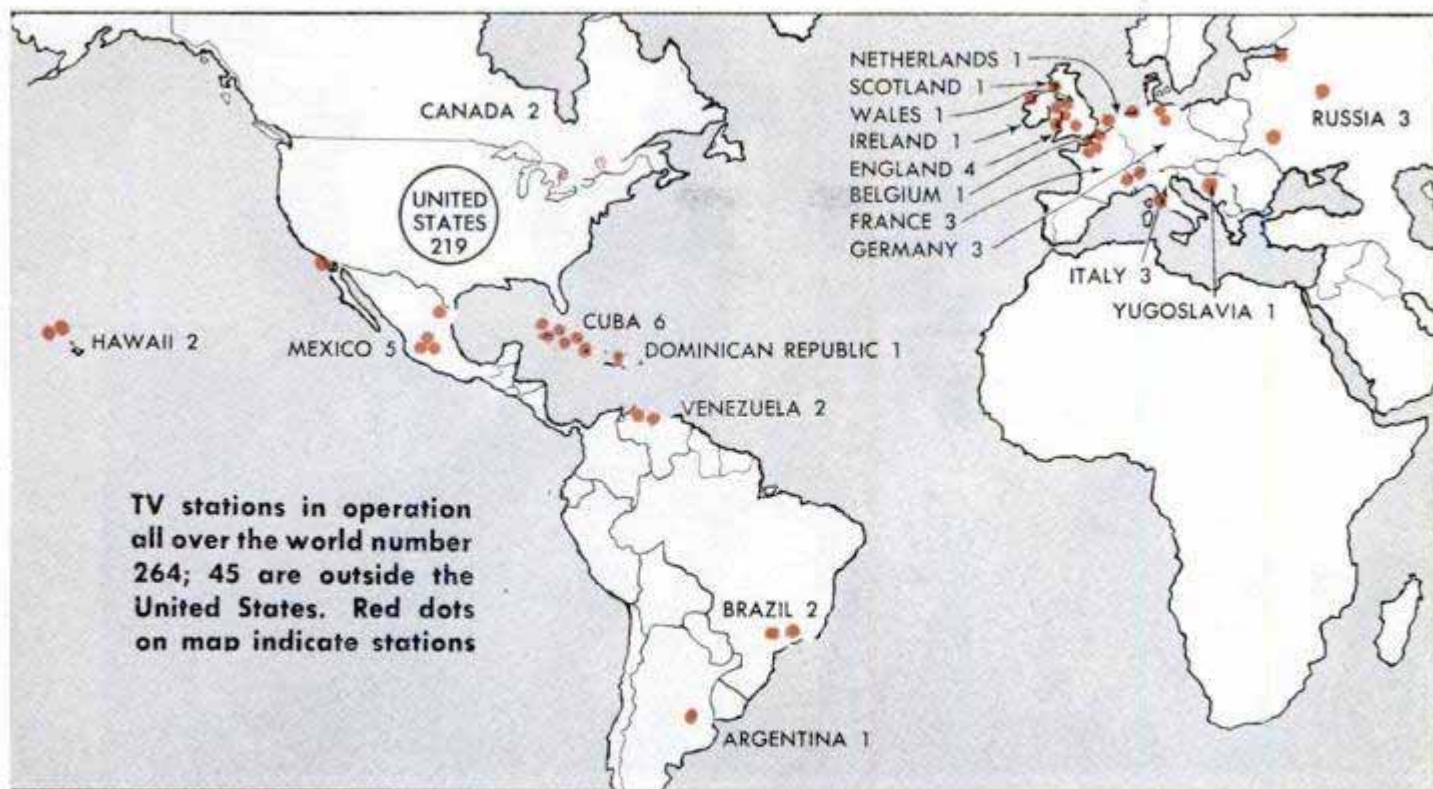 NETHERLANDS 1
SCOTLAND 1
WALES 1
IRELAND 1
ENGLAND 4
BELGIUM 1
FRANCE 3
GERMANY 3
CANADA 2
RUSSIA 3
UNITED
STATES
219
ITALY 3
YUGOSLAVIA 1
HAWAII 2
MEXICO 5
CUBA 6
DOMINICAN REPUBLIC 1
VENEZUELA 2
TV stations in operation
all over the world number
264; 45 are outside the
United States. Red dots
on map indicate stations
BRAZIL 2
ARGENTINA 1